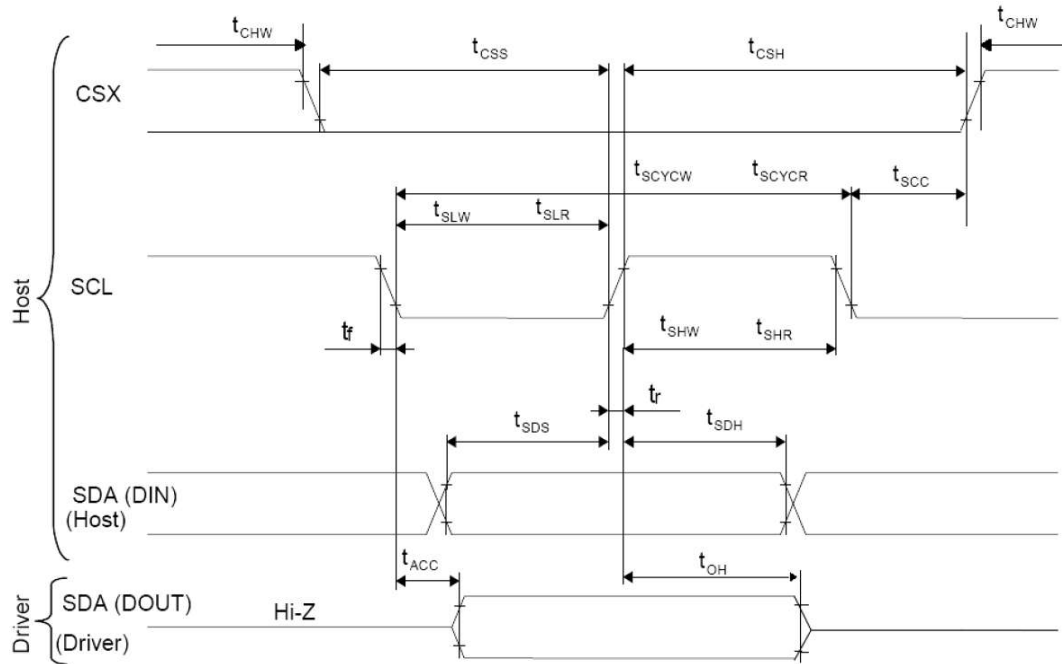 tCHW
tCHW
tCSS
tCSH
CSX
tSCYCW
tSCYCR
tSCC
tSLW
tSLR
Host
SCL
tf
tSHW
tSHR
tr
tSDS
tSDH
SDA (DIN)
(Host)
tACC
tOH
Driver
SDA (DOUT)
Hi-Z
(Driver)